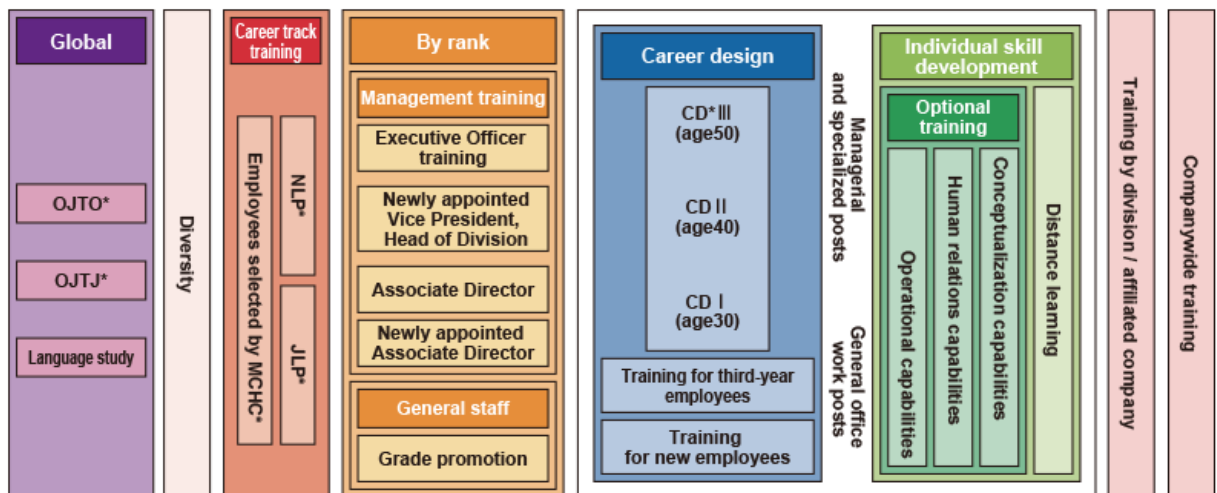 Global
OJTO*
OJTJ*
Language study
Diversity
Career track
training
Employees selected by MCHC*
NLP*
JLP*
By rank
Management training
Executive Officer
training
Newly appointed
Vice President,
Head of Division
Associate Director
Newly appointed
Associate Director
General staff
Grade promotion
Career design
CD*III
(age50)
CD II
(age40)
CD I
(age30)
Training for third-year
employees
Training
for new employees
Managerial
and specialized posts
General office
work posts
Individual skill
development
Optional
training
Operational capabilities
Human relations capabilities
Conceptualization capabilities
Distance learning
Training by division / affiliated company
Companywide training